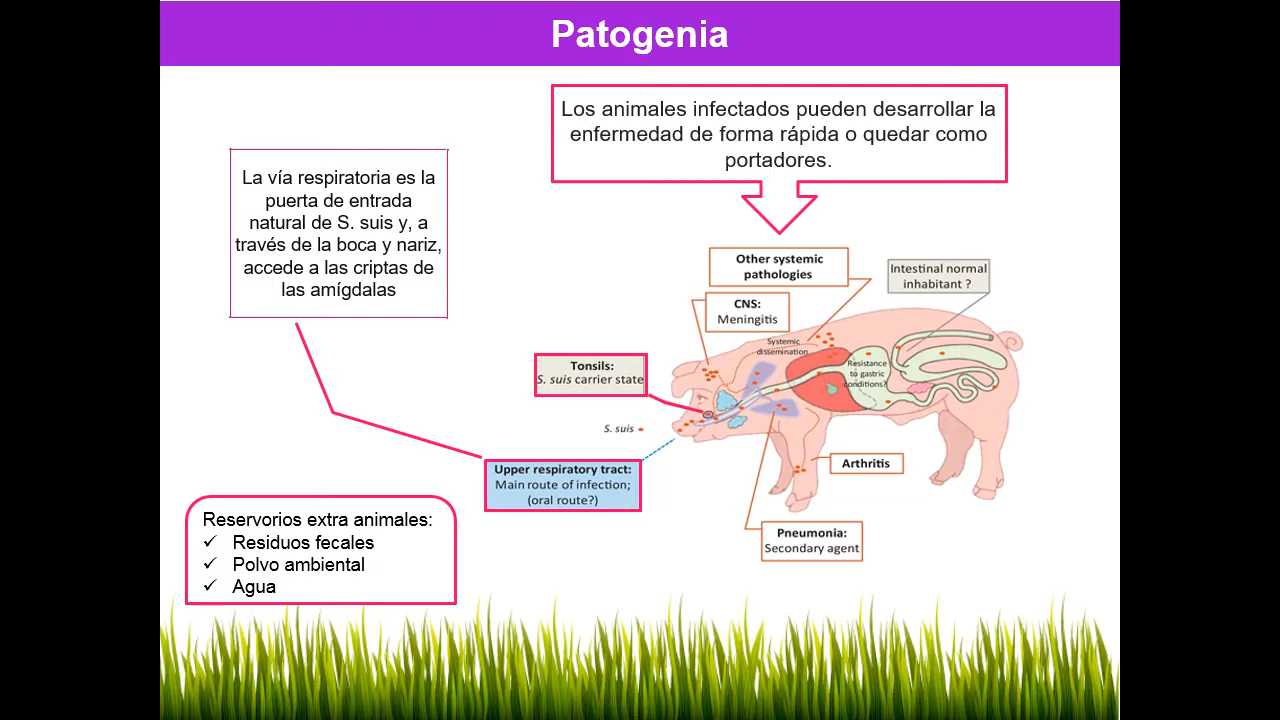 Patogenia
Los animales infectados pueden desarrollar la
enfermedad de forma rápida o quedar como
portadores.
La vía respiratoria es la
puerta de entrada
natural de S. suis y, a
través de la boca y nariz,
accede a las criptas de
las amígdalas
Other systemic
pathologies
Intestinal normal
inhabitant ?
CNS:
Meningitis
Systemic
dissemination
Resistance
to gastric
conditions?
Tonsils:
S. suis carrier state
S. suis
Upper respiratory tract:
Main route of infection;
(oral route?)
Arthritis
Pneumonia:
Secondary agent
Reservorios extra animales:
✓ Residuos fecales
✓ Polvo ambiental
✓ Agua